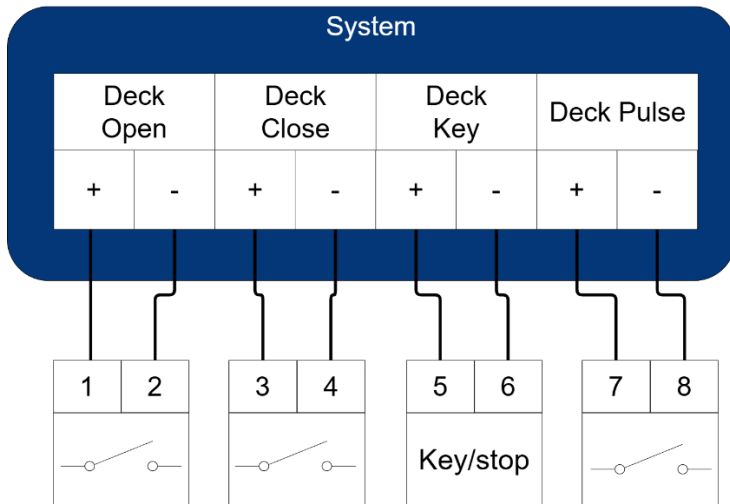 System
Deck Open
Deck Close
Deck Key
Deck Pulse
+ - + - + - + -
1 2 3 4 5 6 7 8
Key/stop